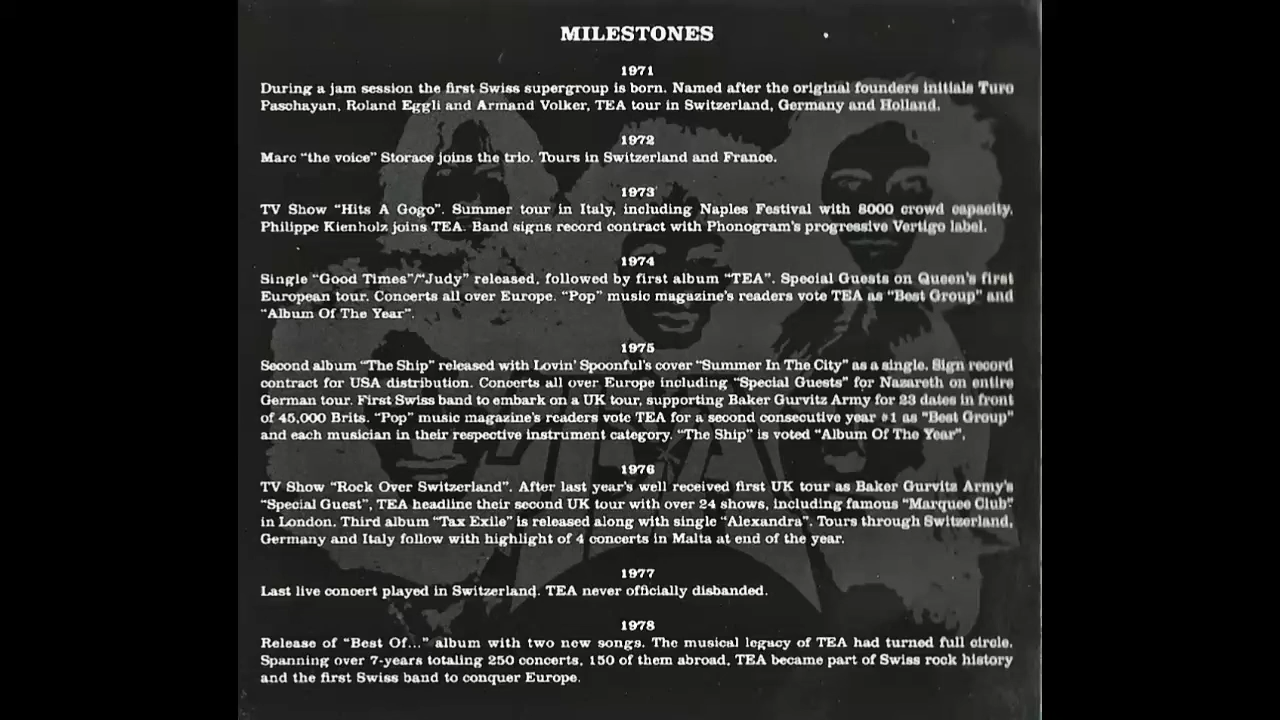 MILESTONES
1971
During a jam session the first Swiss supergroup is born. Named after the original founders initials Turo
Paschayan, Roland Eggli and Armand Volker, TEA tour in Switzerland, Germany and Holland.
1972
Marc "the voice" Storace joins the trio. Tours in Switzerland and France.
1973
TV Show "Hits A Gogo". Summer tour in Italy, including Naples Festival with 8000 crowd capacity.
Philippe Kienholz joins TEA. Band signs record contract with Phonogram's progressive Vertigo label.
1974
Single "Good Times"/"Judy" released, followed by first album "TEA". Special Guests on Queen's first
European tour. Concerts all over Europe. "Pop" music magazine's readers vote TEA as "Best Group" and
"Album Of The Year".
1975
Second album "The Ship" released with Lovin' Spoonful's cover "Summer In The City" as a single. Sign record
contract for USA distribution. Concerts all over Europe including "Special Guests" for Nazareth on entire
German tour. First Swiss band to embark on a UK tour, supporting Baker Gurvitz Army for 23 dates in front
of 45,000 Brits. "Pop" music magazine's readers vote TEA for a second consecutive year #1 as "Best Group"
and each musician in their respective instrument category. "The Ship" is voted "Album Of The Year".
1976
TV Show "Rock Over Switzerland". After last year's well received first UK tour as Baker Gurvitz Army's
"Special Guest", TEA headline their second UK tour with over 24 shows, including famous "Marquee Club"
in London. Third album "Tax Exile" is released along with single "Alexandra". Tours through Switzerland,
Germany and Italy follow with highlight of 4 concerts in Malta at end of the year.
1977
Last live concert played in Switzerland. TEA never officially disbanded.
1978
Release of "Best Of..." album with two new songs. The musical legacy of TEA had turned full circle.
Spanning over 7-years totaling 250 concerts, 150 of them abroad, TEA became part of Swiss rock history
and the first Swiss band to conquer Europe.
TEA